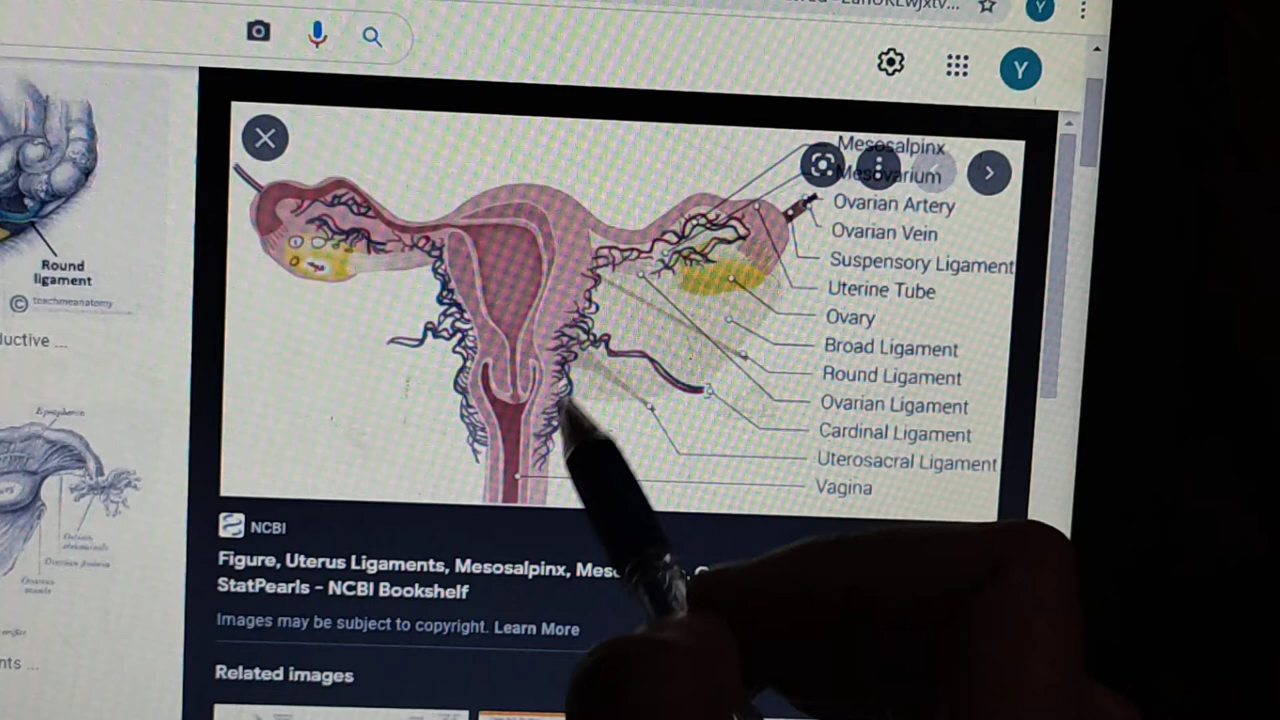 Y
Y
Round
ligament
© teachmeanatomy
ductive ...
Mesosalpinx
Mesovarium
Ovarian Artery
Ovarian Vein
Suspensory Ligament
Uterine Tube
Ovary
Broad Ligament
Round Ligament
Ovarian Ligament
Cardinal Ligament
Uterosacral Ligament
Vagina
NCBI
Figure, Uterus Ligaments, Mesosalpinx,
StatPearls - NCBI Bookshelf
Images may be subject to copyright. Learn More
Related images
nts ...